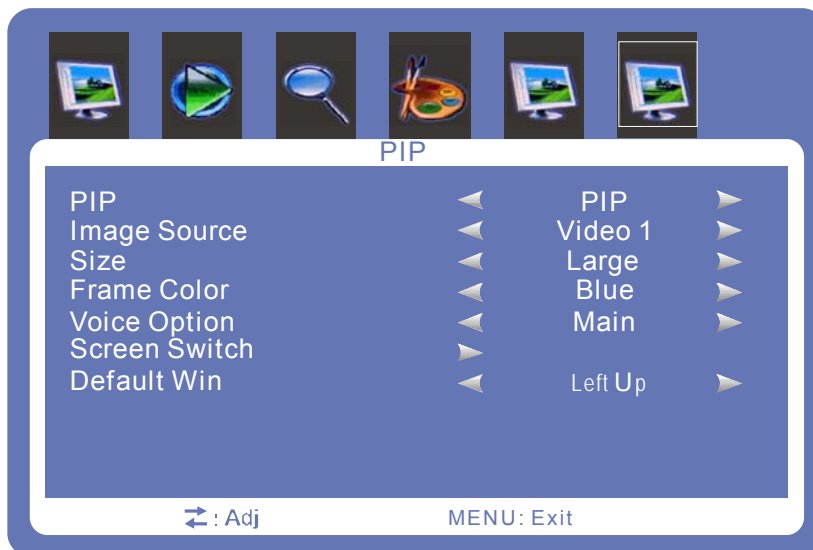 PIP
PIP PIP
Image Source Video 1
Size Large
Frame Color Blue
Voice Option Main
Screen Switch
Default Win Left Up
: Adj MENU: Exit